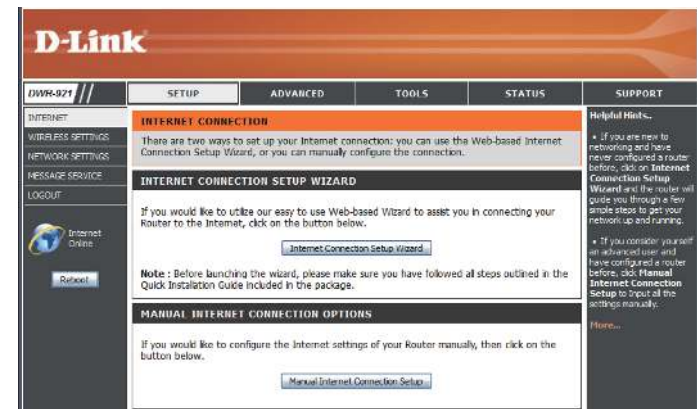 D-Link
DWR-921 // SETUP ADVANCED TOOLS STATUS SUPPORT
INTERNET
WIRELESS SETTINGS
NETWORK SETTINGS
MESSAGE SERVICE
LOGOUT
Internet
Online
Reboot
INTERNET CONNECTION
There are two ways to set up your Internet connection: you can use the Web-based Internet
Connection Setup Wizard, or you can manually configure the connection.
INTERNET CONNECTION SETUP WIZARD
If you would like to utilize our easy to use Web-based Wizard to assist you in connecting your
Router to the Internet, click on the button below.
Internet Connection Setup Wizard
Note : Before launching the wizard, please make sure you have followed all steps outlined in the
Quick Installation Guide included in the package.
MANUAL INTERNET CONNECTION OPTIONS
If you would like to configure the Internet settings of your Router manually, then click on the
button below.
Manual Internet Connection Setup
Helpful Hints..
• If you are new to
networking and have
never configured a router
before, click on Internet
Connection Setup
Wizard and the router will
guide you through a few
simple steps to get your
network up and running.
• If you consider yourself
an advanced user and
have configured a router
before, click Manual
Internet Connection
Setup to input all the
settings manually.
More...